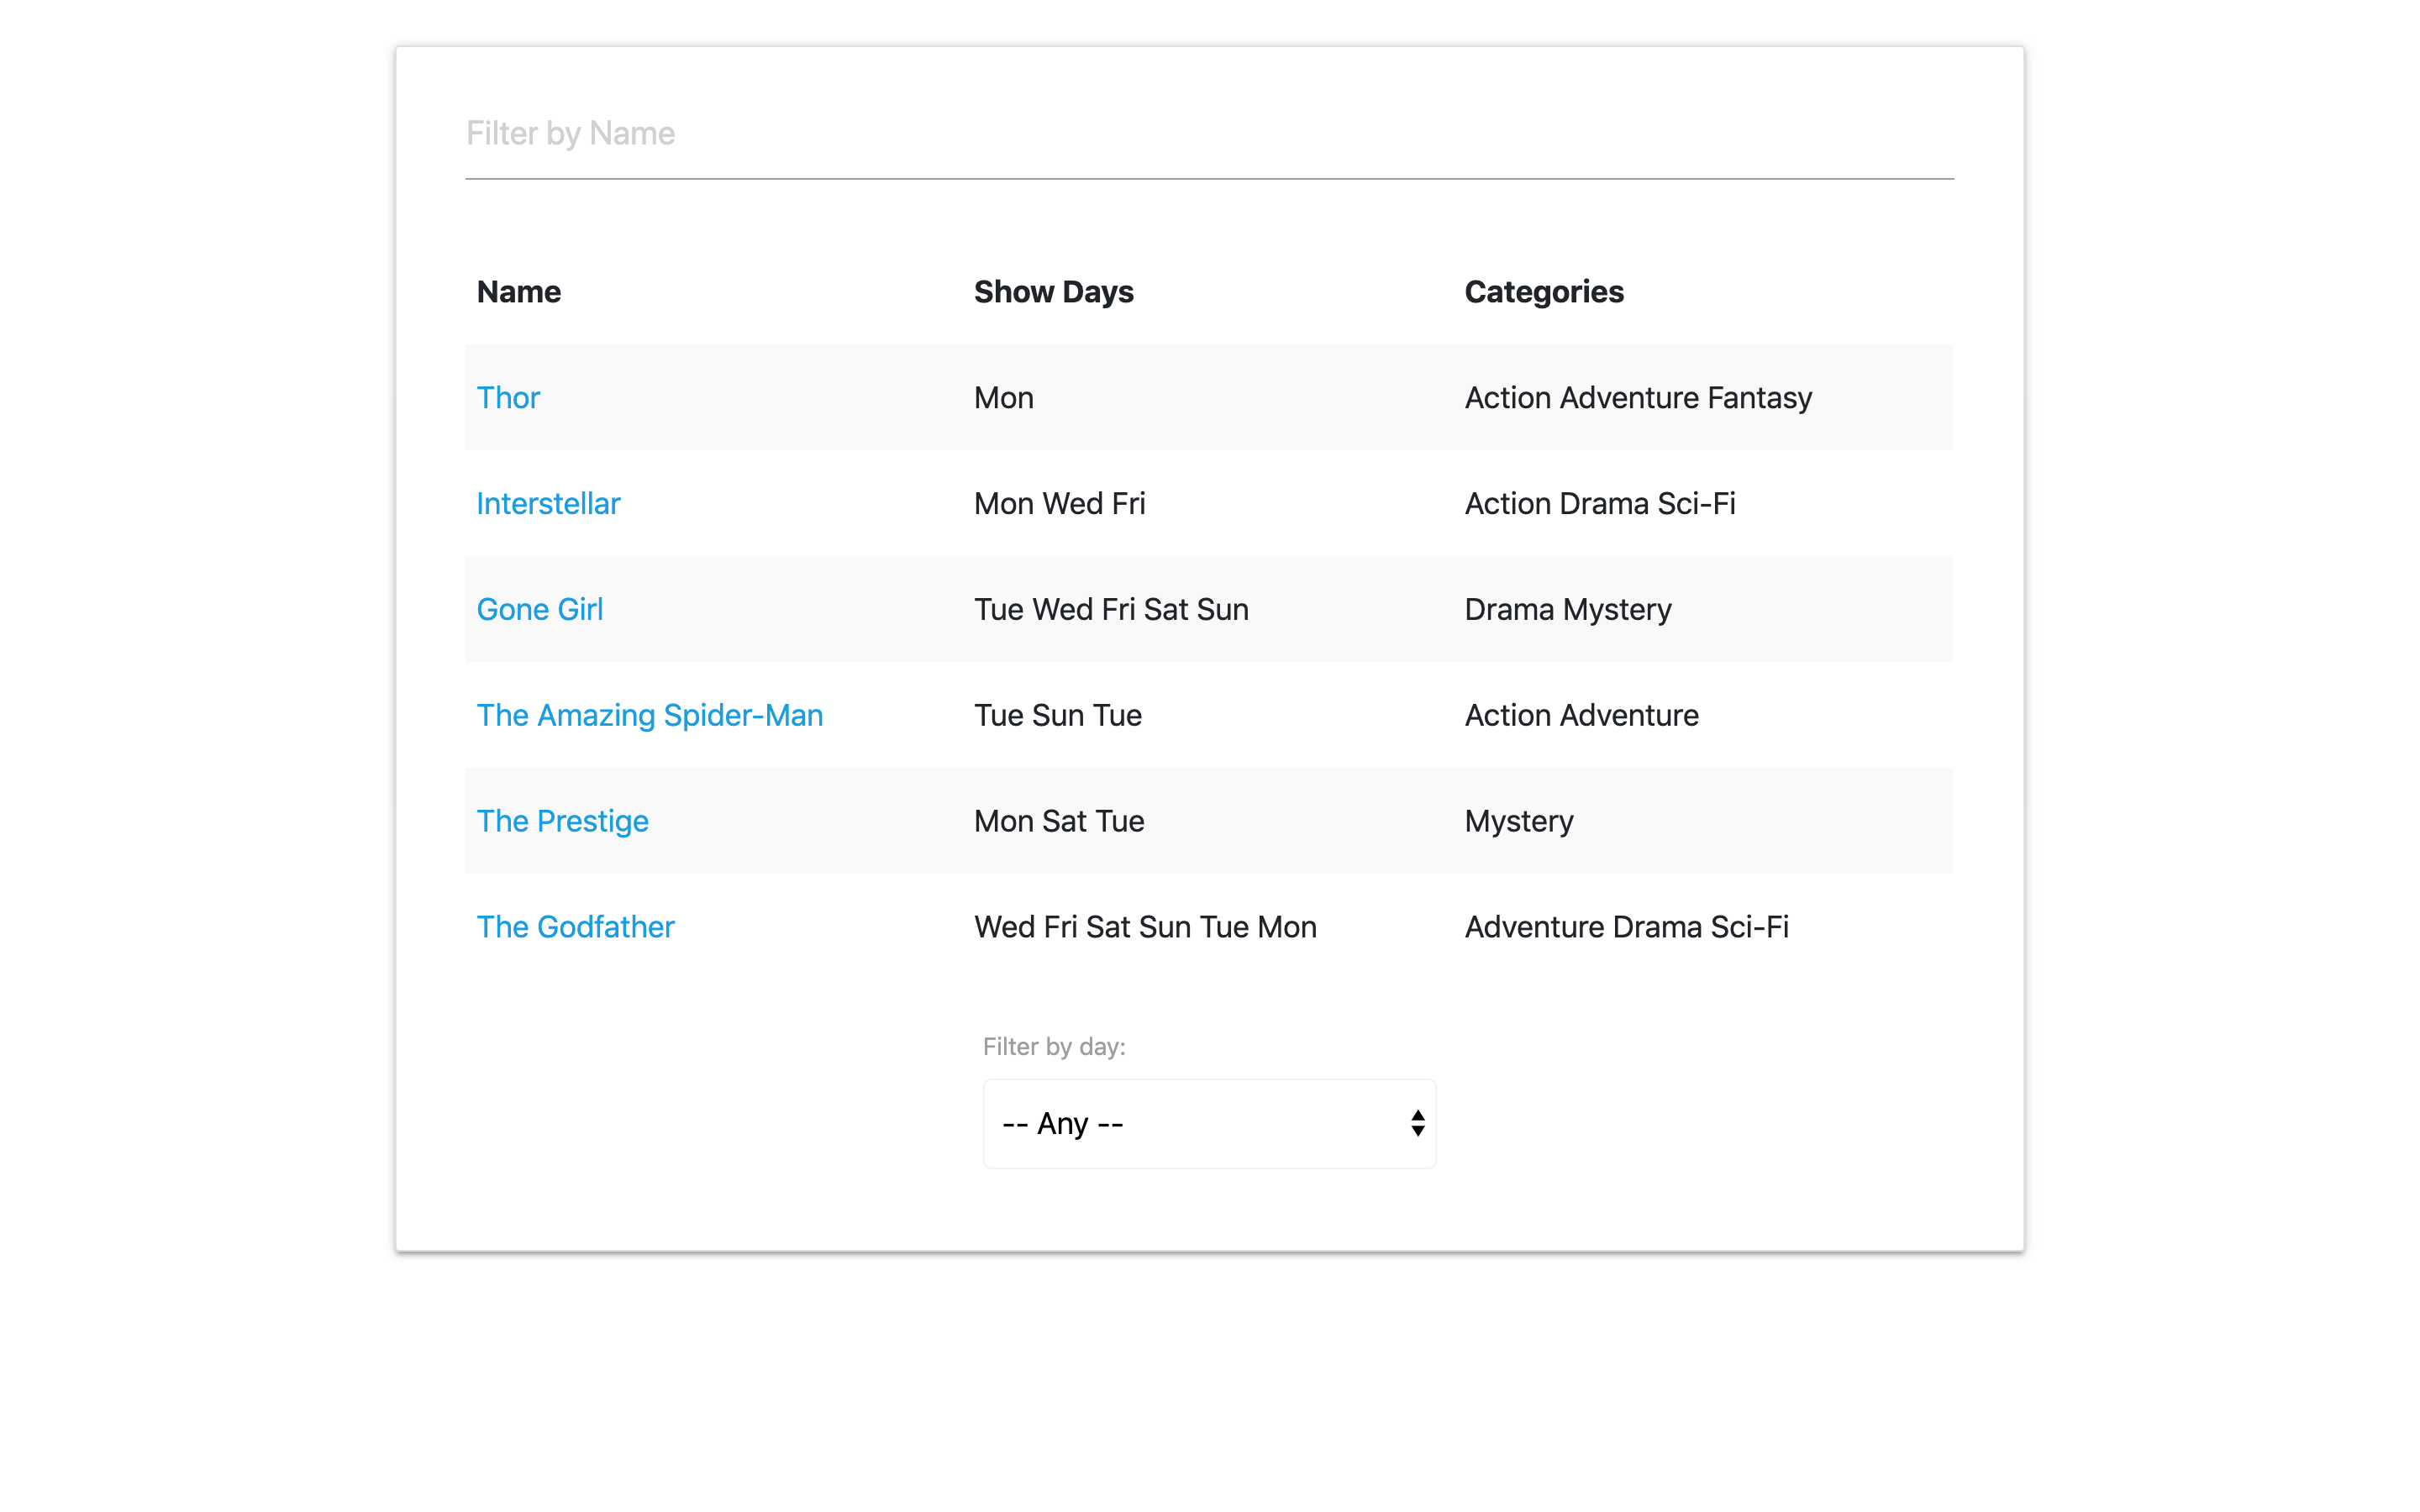 Filter by Name
Name Show Days Categories
Thor Mon Action Adventure Fantasy
Interstellar Mon Wed Fri Action Drama Sci-Fi
Gone Girl Tue Wed Fri Sat Sun Drama Mystery
The Amazing Spider-Man Tue Sun Tue Action Adventure
The Prestige Mon Sat Tue Mystery
The Godfather Wed Fri Sat Sun Tue Mon Adventure Drama Sci-Fi
Filter by day:
-- Any --